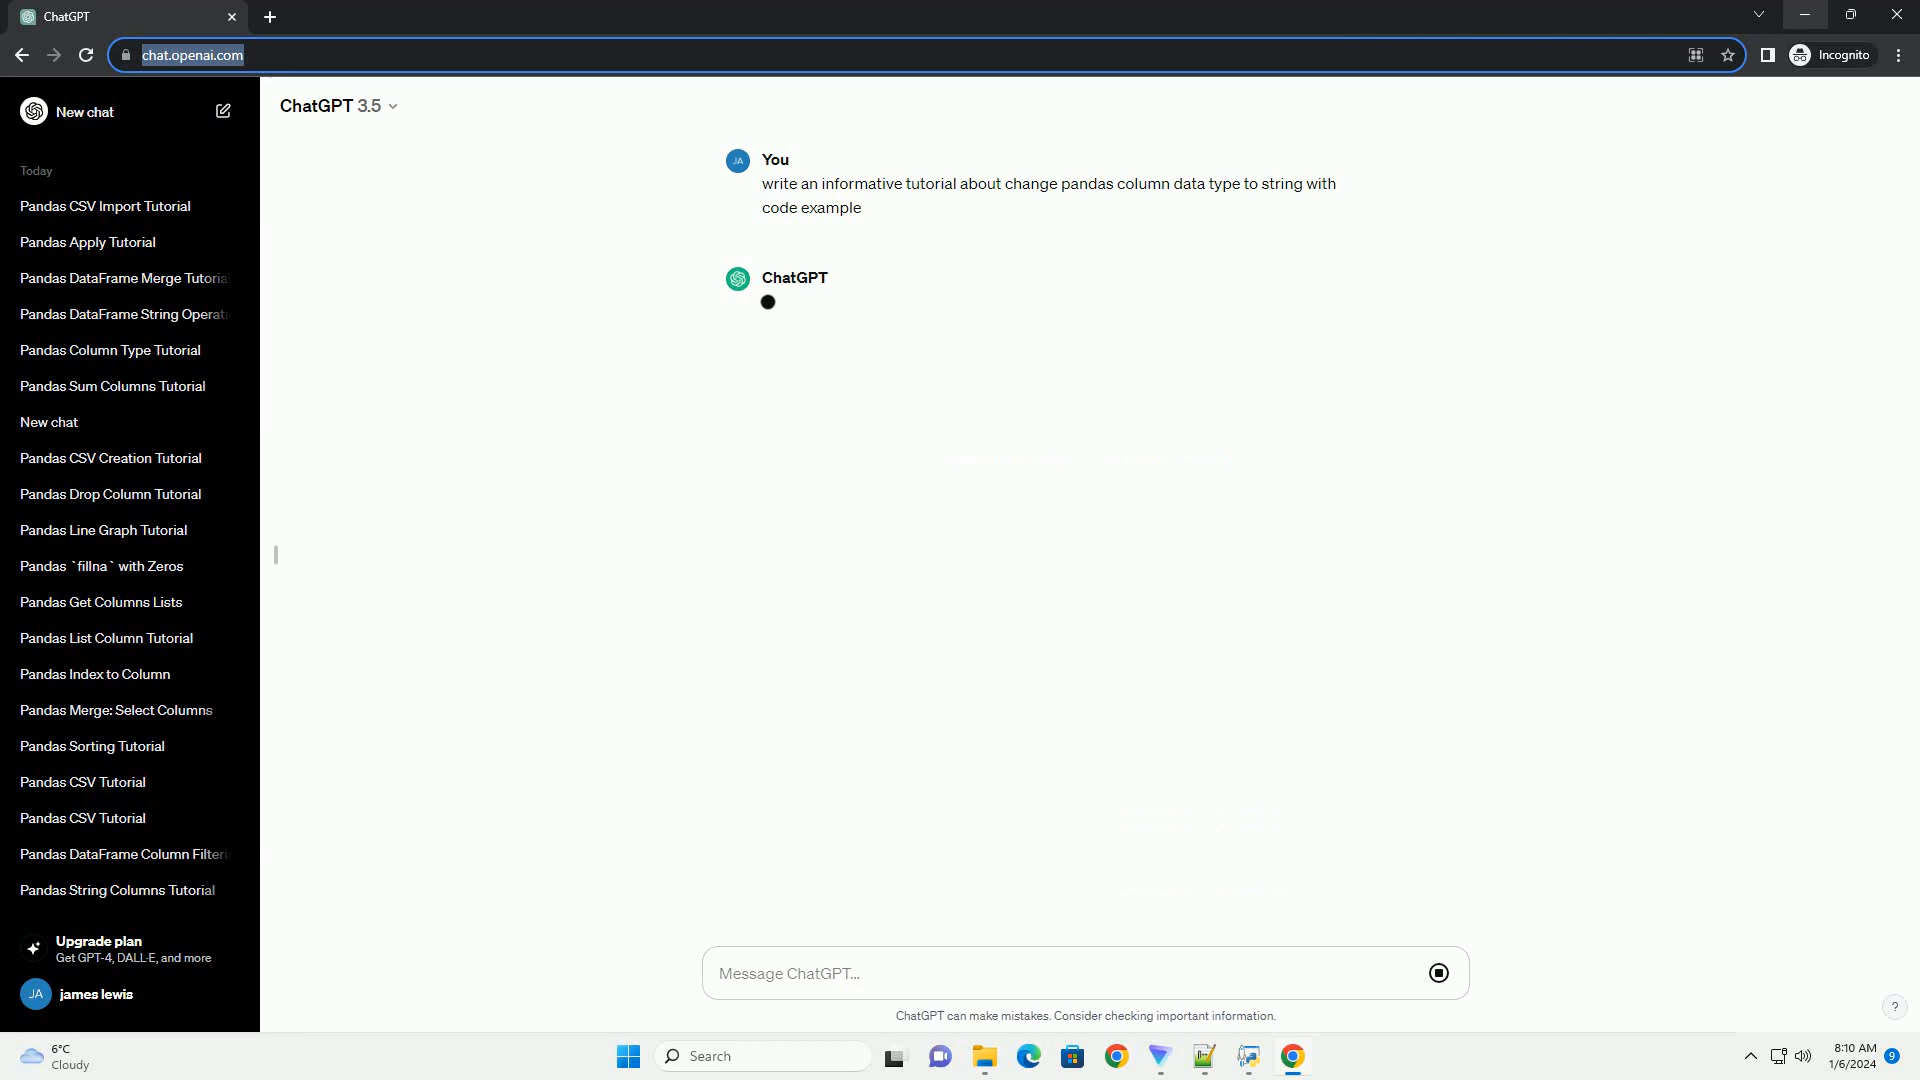 ChatGPT
chat.openai.com
Incognito
New chat
ChatGPT 3.5
Today
Pandas CSV Import Tutorial
Pandas Apply Tutorial
Pandas DataFrame Merge Tutoria
Pandas DataFrame String Operati
Pandas Column Type Tutorial
Pandas Sum Columns Tutorial
New chat
Pandas CSV Creation Tutorial
Pandas Drop Column Tutorial
Pandas Line Graph Tutorial
Pandas `fillna` with Zeros
Pandas Get Columns Lists
Pandas List Column Tutorial
Pandas Index to Column
Pandas Merge: Select Columns
Pandas Sorting Tutorial
Pandas CSV Tutorial
Pandas CSV Tutorial
Pandas DataFrame Column Filteri
Pandas String Columns Tutorial
Upgrade plan
Get GPT-4, DALL·E, and more
JA james lewis
JA You
write an informative tutorial about change pandas column data type to string with
code example
ChatGPT
Message ChatGPT...
ChatGPT can make mistakes. Consider checking important information.
?
6°C
Cloudy
Search
8:10 AM
1/6/2024
9